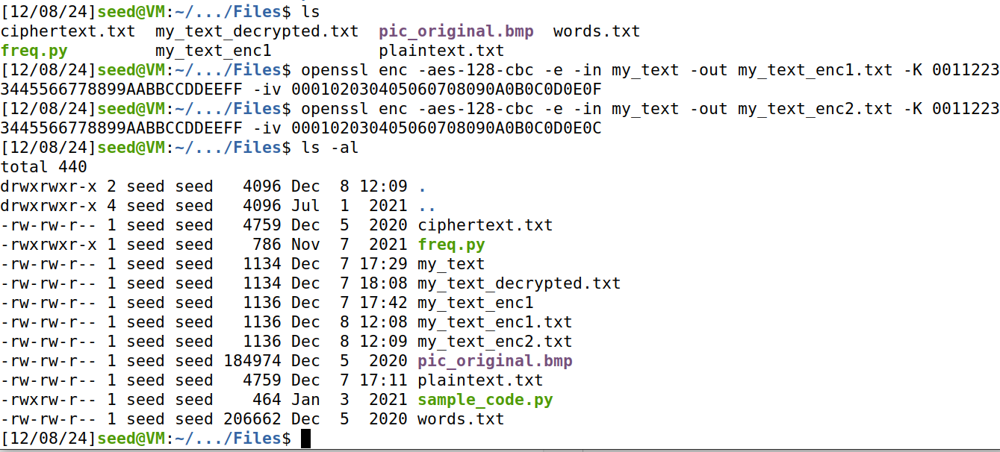 [12/08/24]seed@VM:~/.../Files$ ls
ciphertext.txt  my_text_decrypted.txt  pic_original.bmp  words.txt
freq.py         my_text_enc1           plaintext.txt
[12/08/24]seed@VM:~/.../Files$ openssl enc -aes-128-cbc -e -in my_text -out my_text_enc1.txt -K 0011223
3445566778899AABBCCDDEEFF -iv 000102030405060708090A0B0C0D0E0F
[12/08/24]seed@VM:~/.../Files$ openssl enc -aes-128-cbc -e -in my_text -out my_text_enc2.txt -K 0011223
3445566778899AABBCCDDEEFF -iv 000102030405060708090A0B0C0D0E0C
[12/08/24]seed@VM:~/.../Files$ ls -al
total 440
drwxrwxr-x 2 seed seed   4096 Dec  8 12:09 .
drwxrwxr-x 4 seed seed   4096 Jul  1  2021 ..
-rw-rw-r-- 1 seed seed   4759 Dec  5  2020 ciphertext.txt
-rwxrwxr-x 1 seed seed    786 Nov  7  2021 freq.py
-rw-rw-r-- 1 seed seed   1134 Dec  7 17:29 my_text
-rw-rw-r-- 1 seed seed   1134 Dec  7 18:08 my_text_decrypted.txt
-rw-rw-r-- 1 seed seed   1136 Dec  7 17:42 my_text_enc1
-rw-rw-r-- 1 seed seed   1136 Dec  8 12:08 my_text_enc1.txt
-rw-rw-r-- 1 seed seed   1136 Dec  8 12:09 my_text_enc2.txt
-rw-rw-r-- 1 seed seed 184974 Dec  5  2020 pic_original.bmp
-rw-rw-r-- 1 seed seed   4759 Dec  7 17:11 plaintext.txt
-rwxrw-r-- 1 seed seed    464 Jan  3  2021 sample_code.py
-rw-rw-r-- 1 seed seed 206662 Dec  5  2020 words.txt
[12/08/24]seed@VM:~/.../Files$